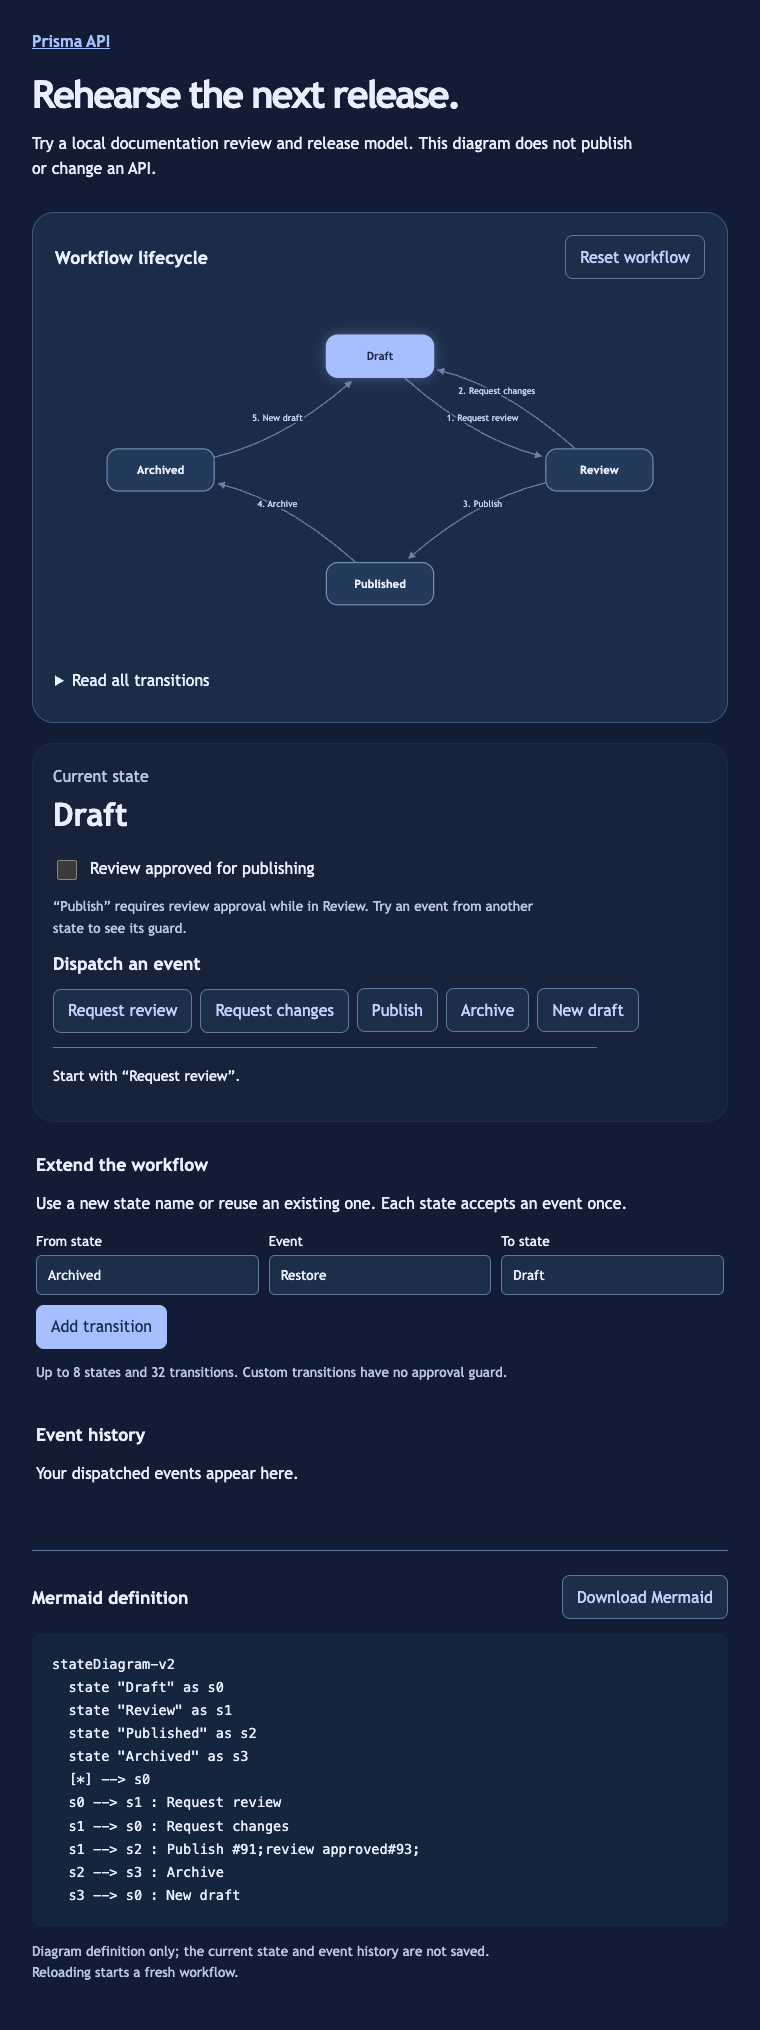 Prisma API
Rehearse the next release.
Try a local documentation review and release model. This diagram does not publish
or change an API.
Workflow lifecycle
Reset workflow
Draft
2. Request changes
5. New draft
1. Request review
Archived
Review
4. Archive
3. Publish
Published
Read all transitions
Current state
Draft
Review approved for publishing
“Publish” requires review approval while in Review. Try an event from another
state to see its guard.
Dispatch an event
Request review
Request changes
Publish
Archive
New draft
Start with “Request review”.
Extend the workflow
Use a new state name or reuse an existing one. Each state accepts an event once.
From state
Event
To state
Archived
Restore
Draft
Add transition
Up to 8 states and 32 transitions. Custom transitions have no approval guard.
Event history
Your dispatched events appear here.
Mermaid definition
Download Mermaid
stateDiagram-v2
  state "Draft" as s0
  state "Review" as s1
  state "Published" as s2
  state "Archived" as s3
  [*] --> s0
  s0 --> s1 : Request review
  s1 --> s0 : Request changes
  s1 --> s2 : Publish #91;review approved#93;
  s2 --> s3 : Archive
  s3 --> s0 : New draft
Diagram definition only; the current state and event history are not saved.
Reloading starts a fresh workflow.